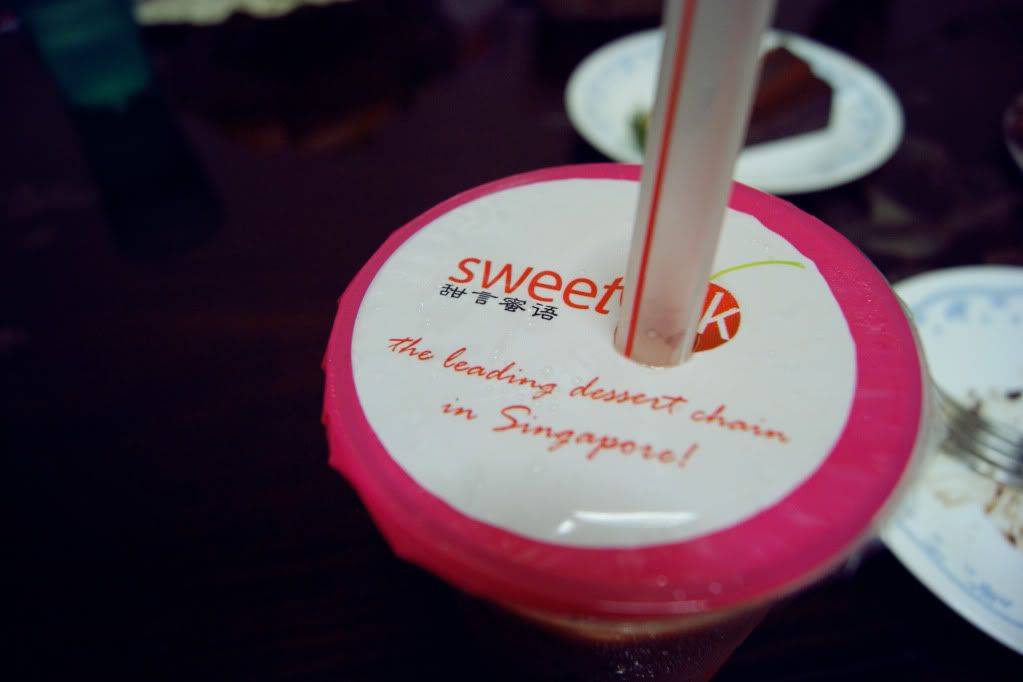 sweet k
甜言蜜语
the leading dessert chain
in Singapore!